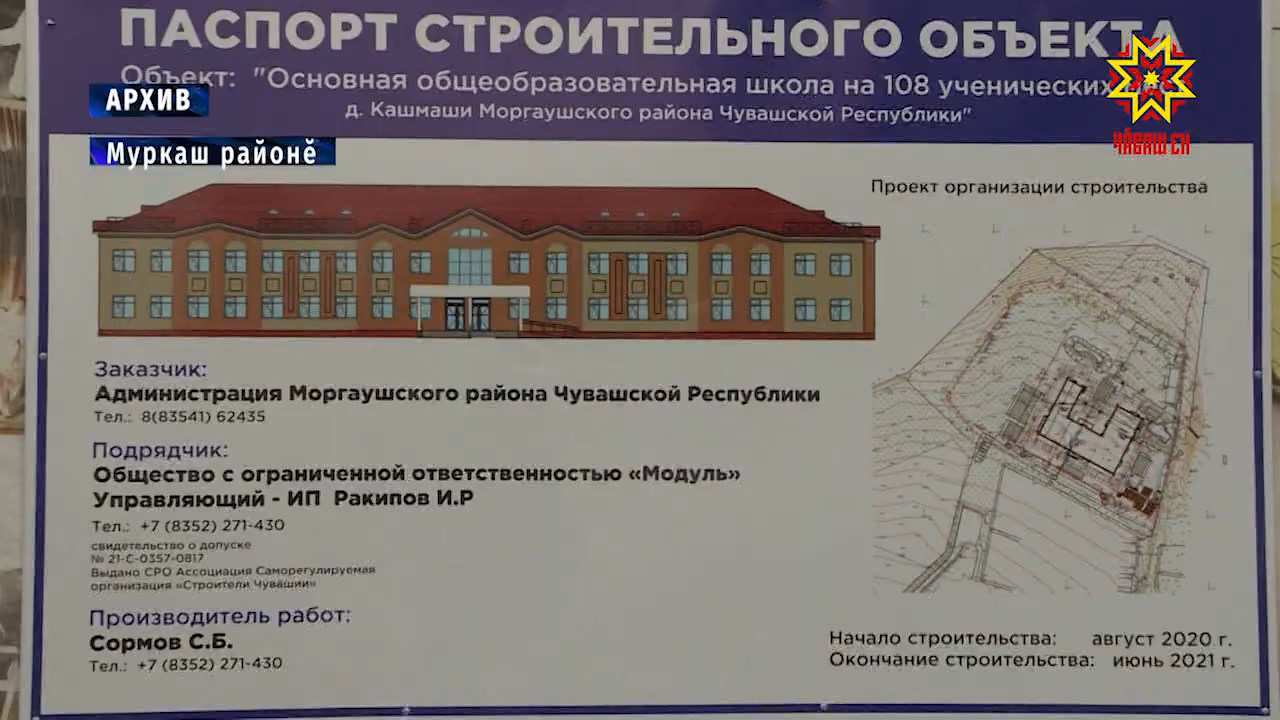 ПАСПОРТ СТРОИТЕЛЬНОГО ОБЪЕКТА
Объект: "Основная общеобразовательная школа на 108 ученических
д. Кашмаши Моргаушского района Чувашской Республики"
АРХИВ
Муркаш районӗ
ЧӐВАШ ЕН
Проект организации строительства
Заказчик:
Администрация Моргаушского района Чувашской Республики
Тел.: 8(83541) 62435
Подрядчик:
Общество с ограниченной ответственностью «Модуль»
Управляющий - ИП Ракипов И.Р
Тел.: +7 (8352) 271-430
свидетельство о допуске
№ 21-С-0357-0817
Выдано СРО Ассоциация Саморегулируемая
организация «Строители Чувашии»
Производитель работ:
Сормов С.Б.
Тел.: +7 (8352) 271-430
Начало строительства: август 2020 г.
Окончание строительства: июнь 2021 г.